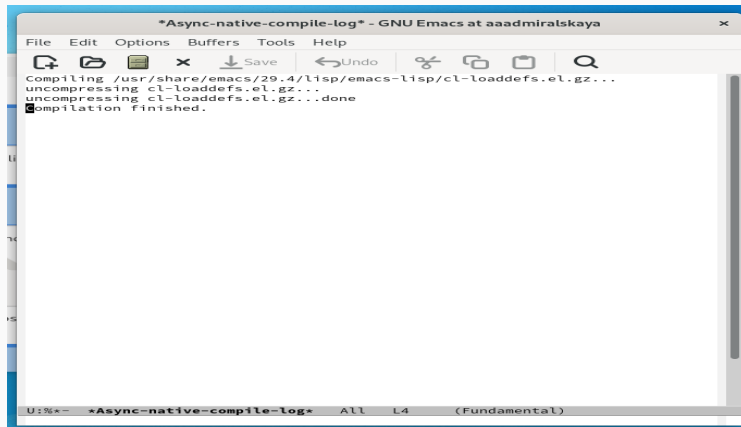 *Async-native-compile-log* - GNU Emacs at aaadmiralskaya
File Edit Options Buffers Tools Help
Save Undo
Compiling /usr/share/emacs/29.4/lisp/emacs-lisp/cl-loaddefs.el.gz...
uncompressing cl-loaddefs.el.gz...
uncompressing cl-loaddefs.el.gz...done
Compilation finished.
U:%*- *Async-native-compile-log* All L4 (Fundamental)